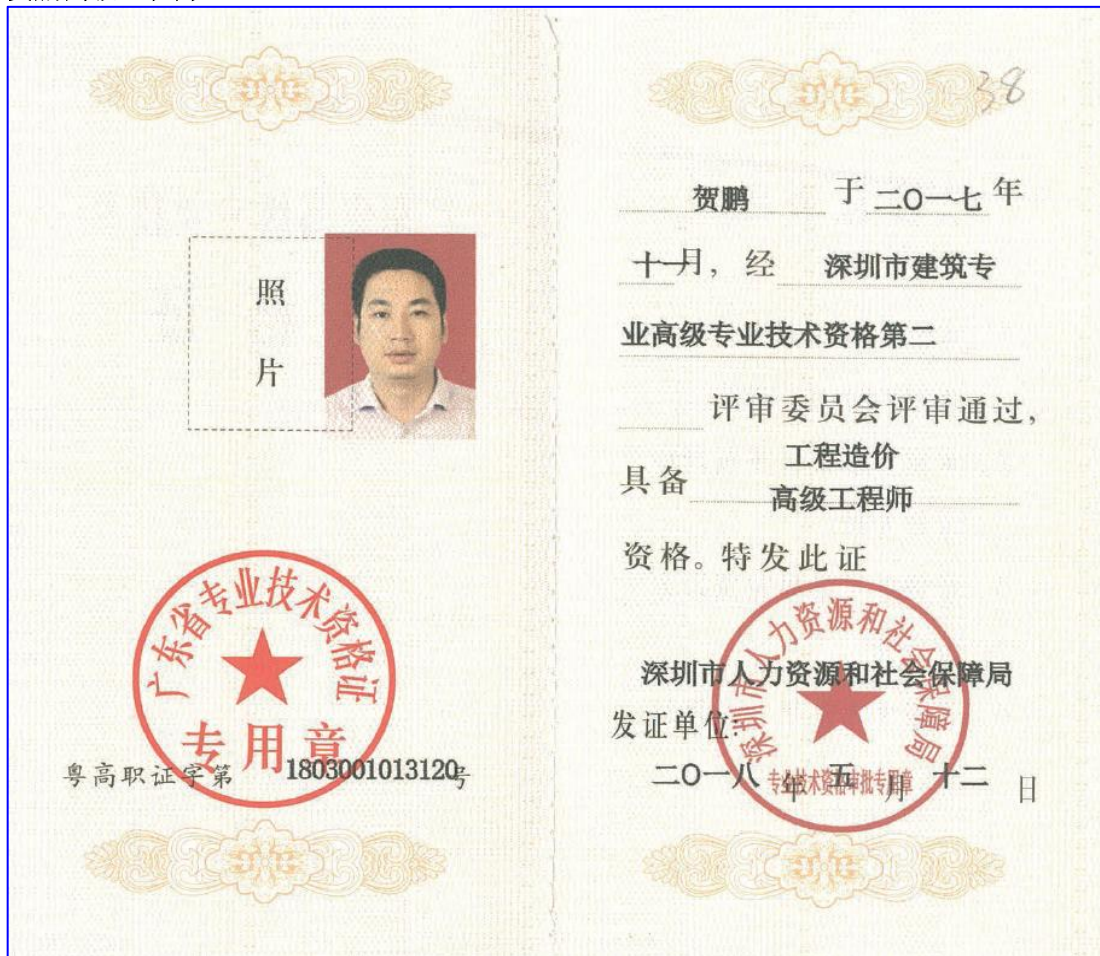 照
片
广东省专业技术资格证
专用章
粤高职证字第 1803001013120号
38
贺鹏 于 二〇一七 年
十一月，经 深圳市建筑专
业高级专业技术资格第二
评审委员会评审通过，
具备 工程造价
高级工程师
资格。特发此证
深圳市人力资源和社会保障局
深圳市人力资源和社会保障局
发证单位：
二〇一八 年 五 月 十二 日
专业技术资格审批专用章